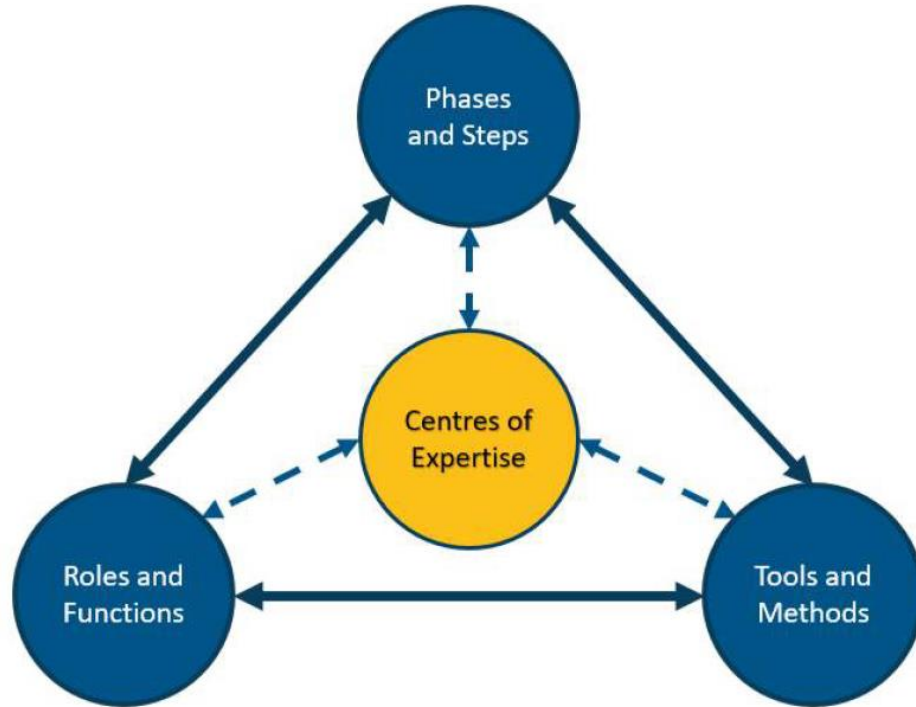 Phases
and Steps
Centres of
Expertise
Roles and
Functions
Tools and
Methods